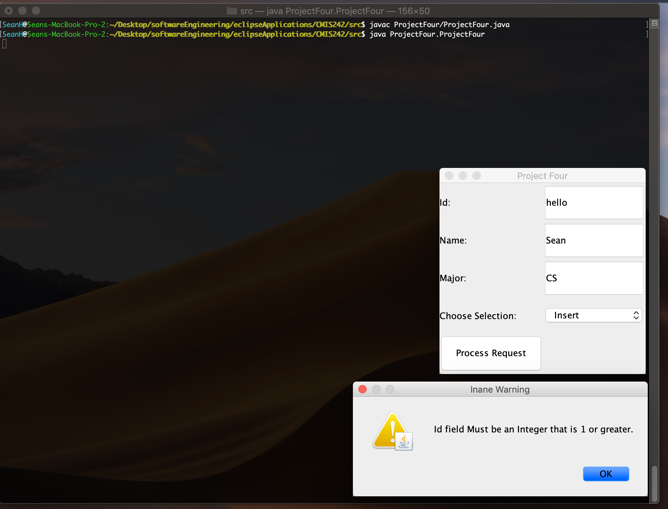 src — java ProjectFour.ProjectFour — 156×50
[SeanH@Seans-MacBook-Pro-2:~/Desktop/softwareEngineering/eclipseApplications/CMIS242/src$ javac ProjectFour/ProjectFour.java ]
[SeanH@Seans-MacBook-Pro-2:~/Desktop/softwareEngineering/eclipseApplications/CMIS242/src$ java ProjectFour.ProjectFour ]
Project Four
Id: hello
Name: Sean
Major: CS
Choose Selection: Insert
Process Request
Inane Warning
Id field Must be an Integer that is 1 or greater.
OK